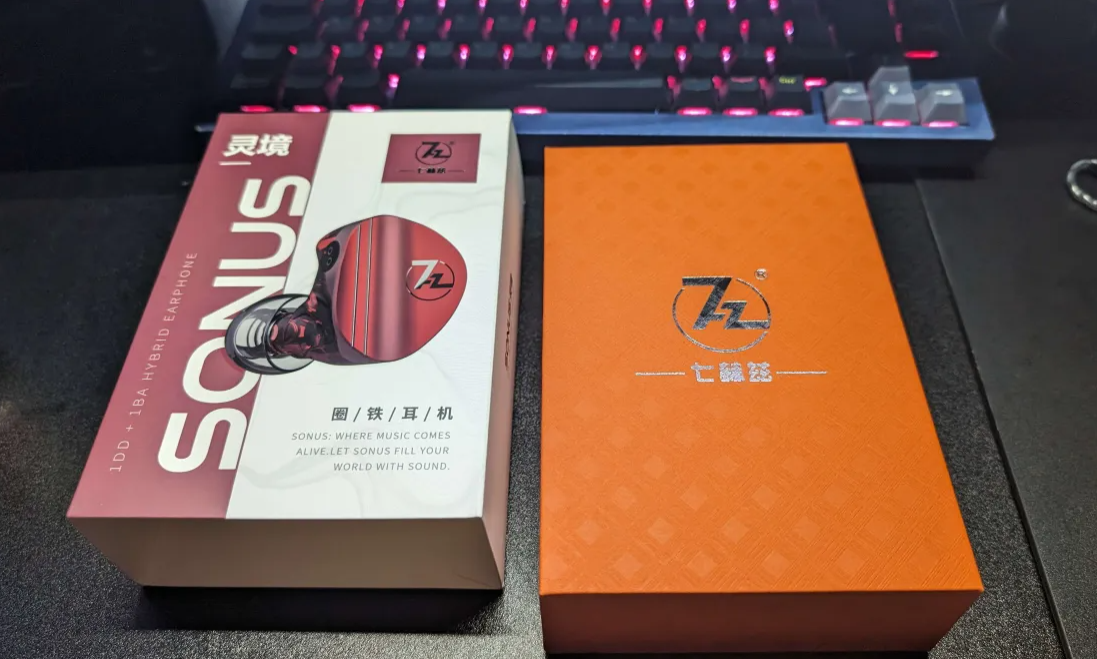 灵境
SONUS
1DD + 1BA HYBRID EARPHONE
7Z®
七赫兹
7Z
圈/铁/耳/机
SONUS: WHERE MUSIC COMES
ALIVE.LET SONUS FILL YOUR
WORLD WITH SOUND.
7Z®
七赫兹